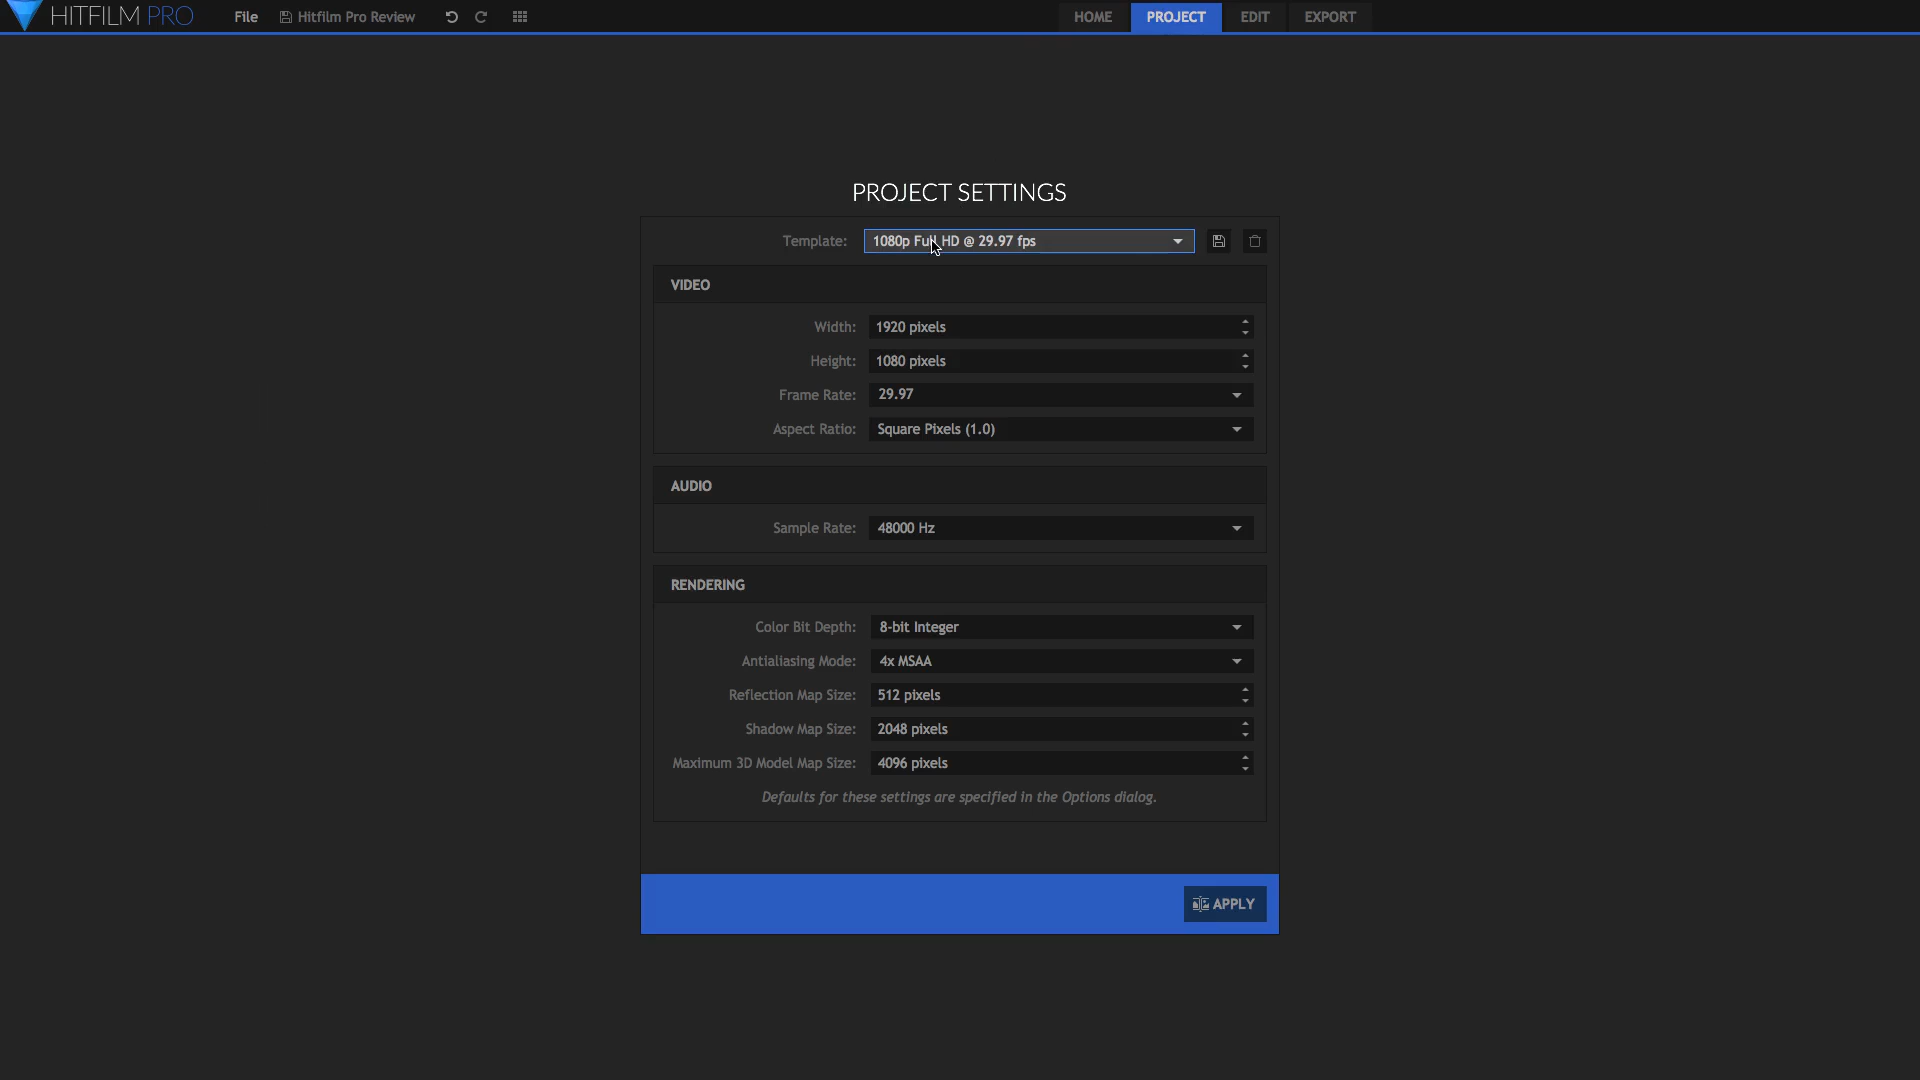 HITFILM PRO File Hitfilm Pro Review HOME PROJECT EDIT EXPORT
PROJECT SETTINGS
Template: 1080p Full HD @ 29.97 fps
VIDEO
Width: 1920 pixels
Height: 1080 pixels
Frame Rate: 29.97
Aspect Ratio: Square Pixels (1.0)
AUDIO
Sample Rate: 48000 Hz
RENDERING
Color Bit Depth: 8-bit Integer
Antialiasing Mode: 4x MSAA
Reflection Map Size: 512 pixels
Shadow Map Size: 2048 pixels
Maximum 3D Model Map Size: 4096 pixels
Defaults for these settings are specified in the Options dialog.
APPLY